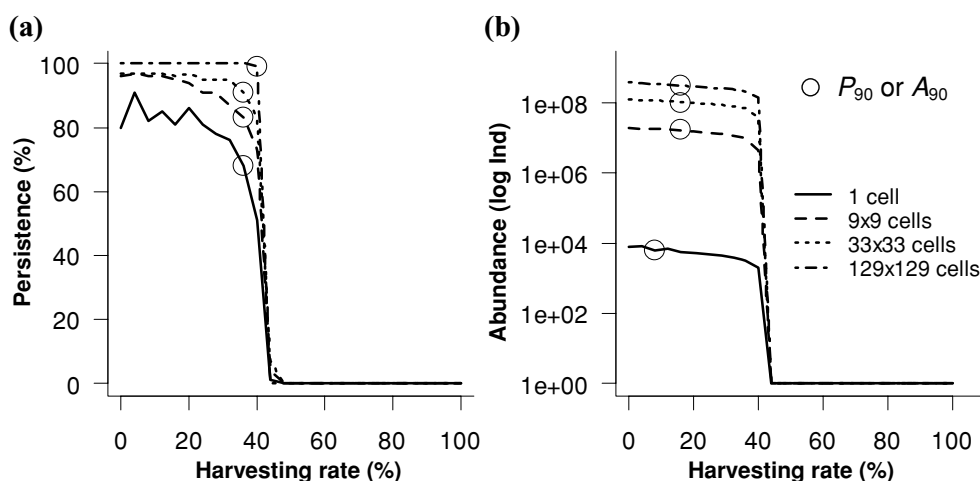 (a)
Persistence (%)
100
80
60
40
20
0
0 20 40 60 80 100
Harvesting rate (%)
(b)
Abundance (log Ind)
1e+08
1e+06
1e+04
1e+02
1e+00
0 20 40 60 80 100
Harvesting rate (%)
P90 or A90
1 cell
9x9 cells
33x33 cells
129x129 cells